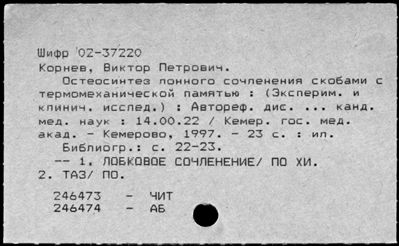 Шифр '02-37220
Корнев, Виктор Петрович.
Остеосинтез лонного сочленения скобами с
термомеханической памятью : (Эксперим. и
клинич. исслед.) : Автореф. дис. ... канд.
мед. наук : 14.00.22 / Кемер. гос. мед.
акад. - Кемерово, 1997. - 23 с. : ил.
Библиогр.: с. 22-23.
-- 1. ЛОБКОВОЕ СОЧЛЕНЕНИЕ/ ПО ХИ.
2. ТАЗ/ ПО.
246473 - ЧИТ
246474 - АБ